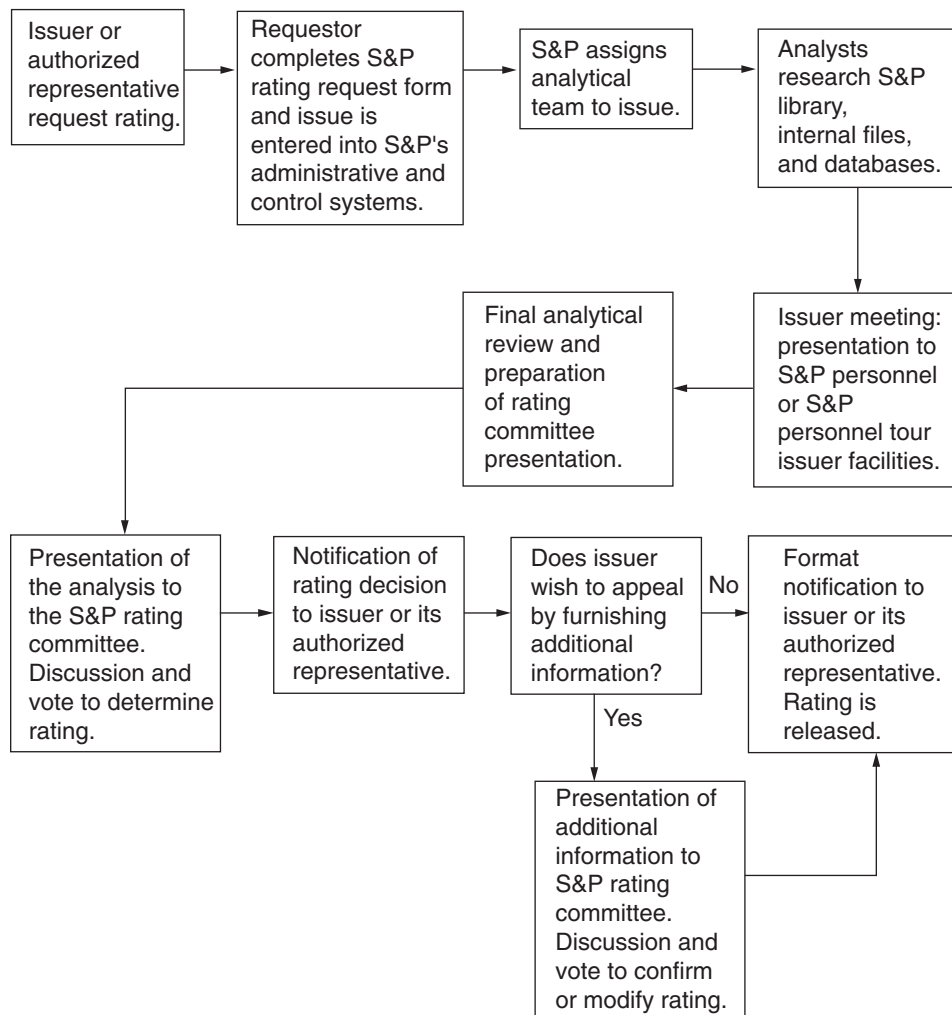 Issuer or
authorized
representative
request rating.
Requestor
completes S&P
rating request form
and issue is
entered into S&P's
administrative and
control systems.
S&P assigns
analytical
team to issue.
Analysts
research S&P
library,
internal files,
and databases.
Issuer meeting:
presentation to
S&P personnel
or S&P
personnel tour
issuer facilities.
Final analytical
review and
preparation
of rating
committee
presentation.
Presentation of
the analysis to
the S&P rating
committee.
Discussion and
vote to determine
rating.
Notification of
rating decision
to issuer or its
authorized
representative.
Does issuer
wish to appeal
by furnishing
additional
information?
No
Yes
Format
notification to
issuer or its
authorized
representative.
Rating is
released.
Presentation of
additional
information to
S&P rating
committee.
Discussion and
vote to confirm
or modify rating.